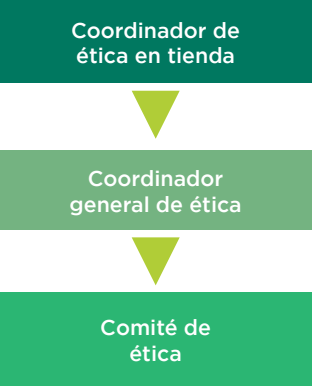 Coordinador de
ética en tienda
Coordinador
general de ética
Comité de
ética